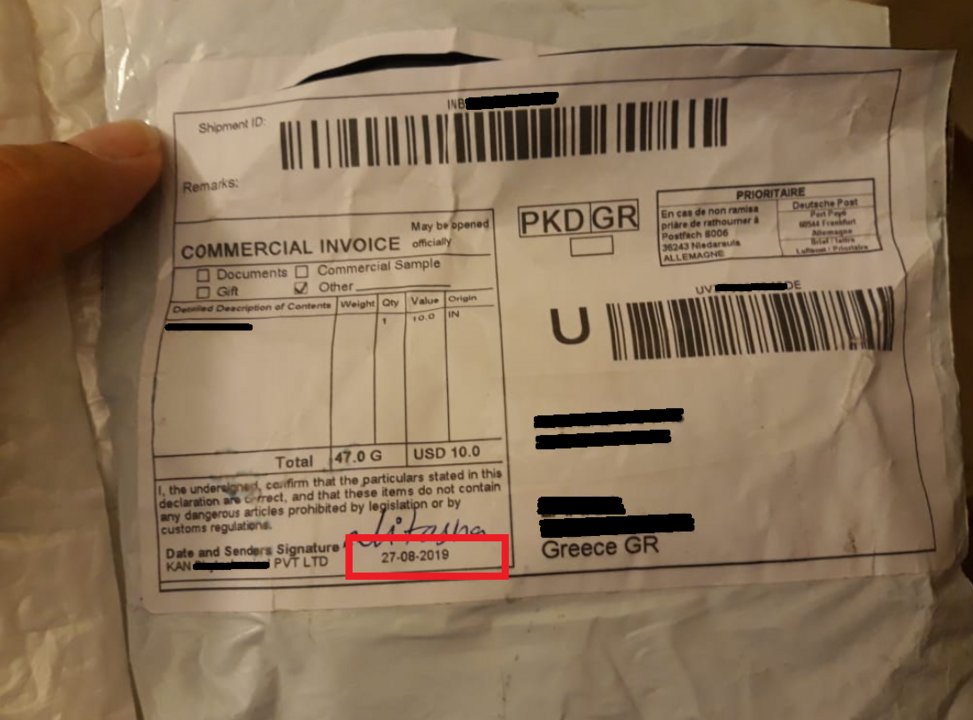 INB
Shipment ID:
Remarks:
COMMERCIAL INVOICE
May be opened
officially
Documents
Commercial Sample
Gift
Other
Detailed Description of Contents Weight Qty Value Origin
1 10.0 IN
Total 47.0 G USD 10.0
I, the undersigned, confirm that the particulars stated in this
declaration are correct, and that these items do not contain
any dangerous articles prohibited by legislation or by
customs regulations.
Date and Senders Signature
KAN PVT LTD
27-08-2019
PKD GR
PRIORITAIRE
En cas de non remise
prière de rathourner à
Postfach 8006
36243 Niederaula
ALLEMAGNE
Deutsche Post
Port Payé
60544 Frankfurt
Allemagne
Luftpost / Prioritaire
UV DE
U
Greece GR